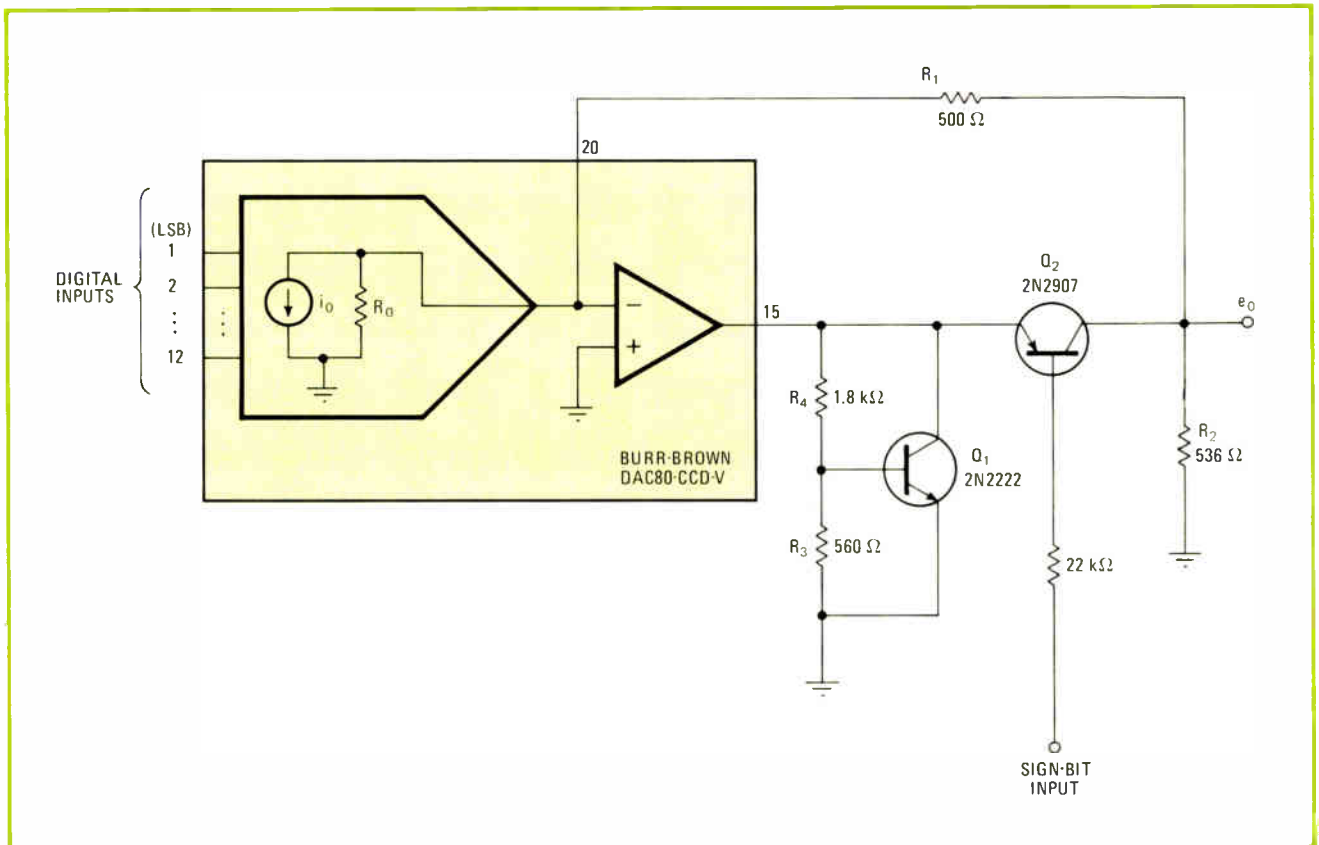 R1
500 Ω
20
DIGITAL
INPUTS
(LSB)
1
2
⋮
12
i0
Ra
−
+
15
BURR-BROWN
DAC80-CCD-V
R4 1.8 kΩ
R3 560 Ω
Q1
2N2222
Q2
2N2907
e0
R2
536 Ω
22 kΩ
SIGN-BIT
INPUT